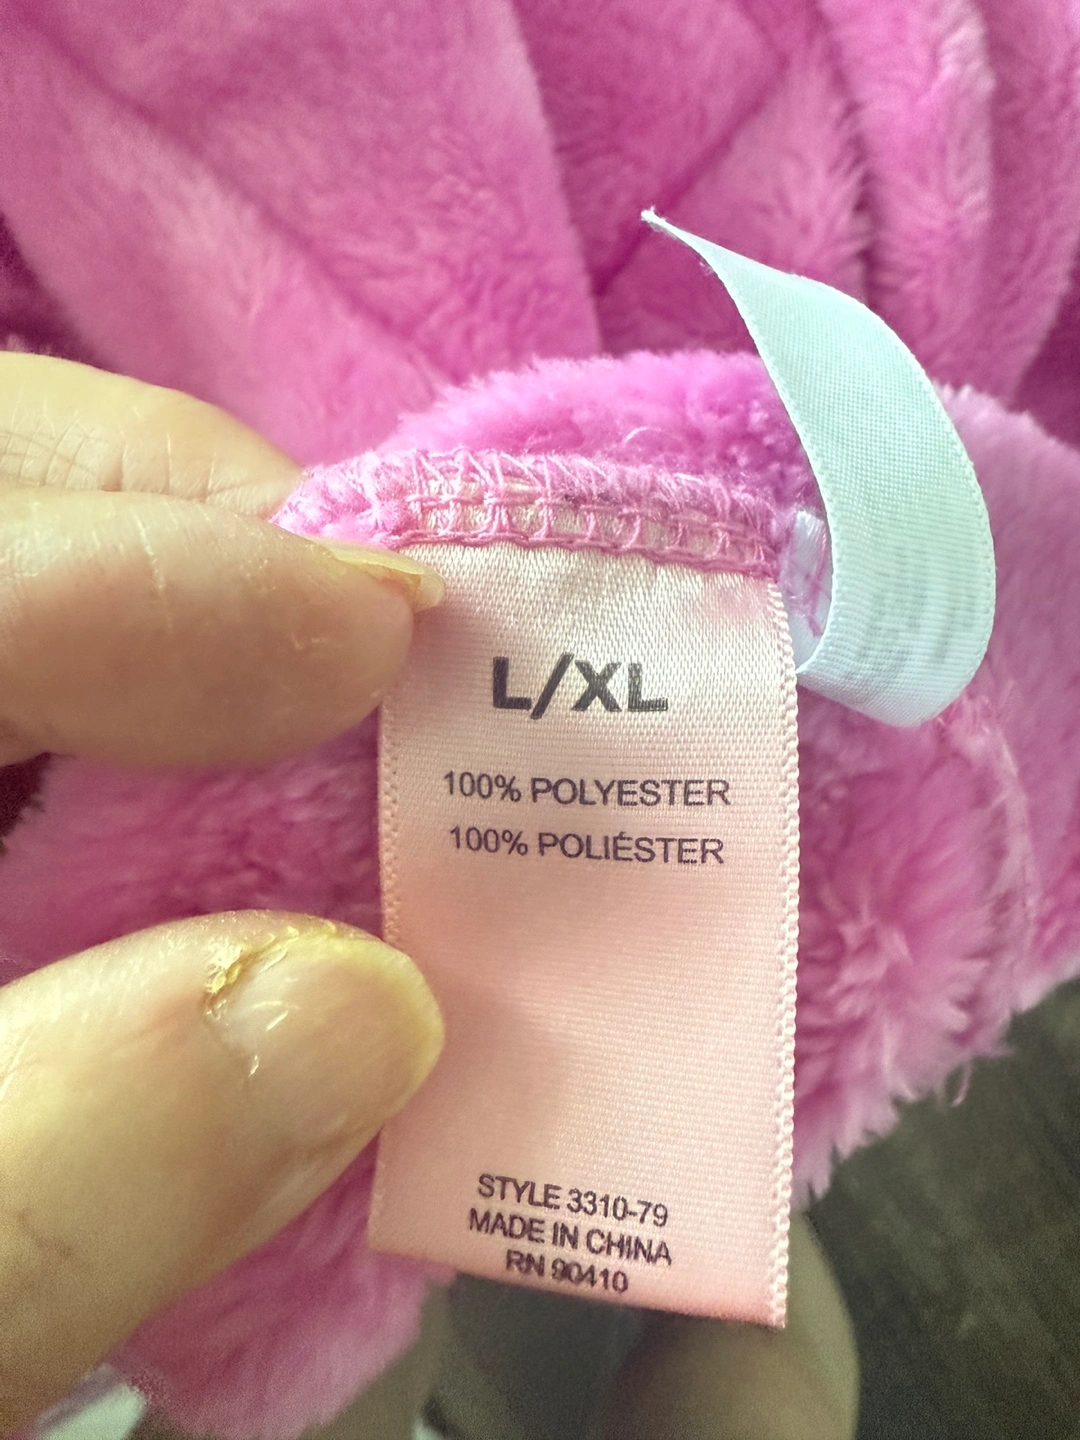 L/XL
100% POLYESTER
100% POLIÉSTER
STYLE 3310-79
MADE IN CHINA
RN 90410